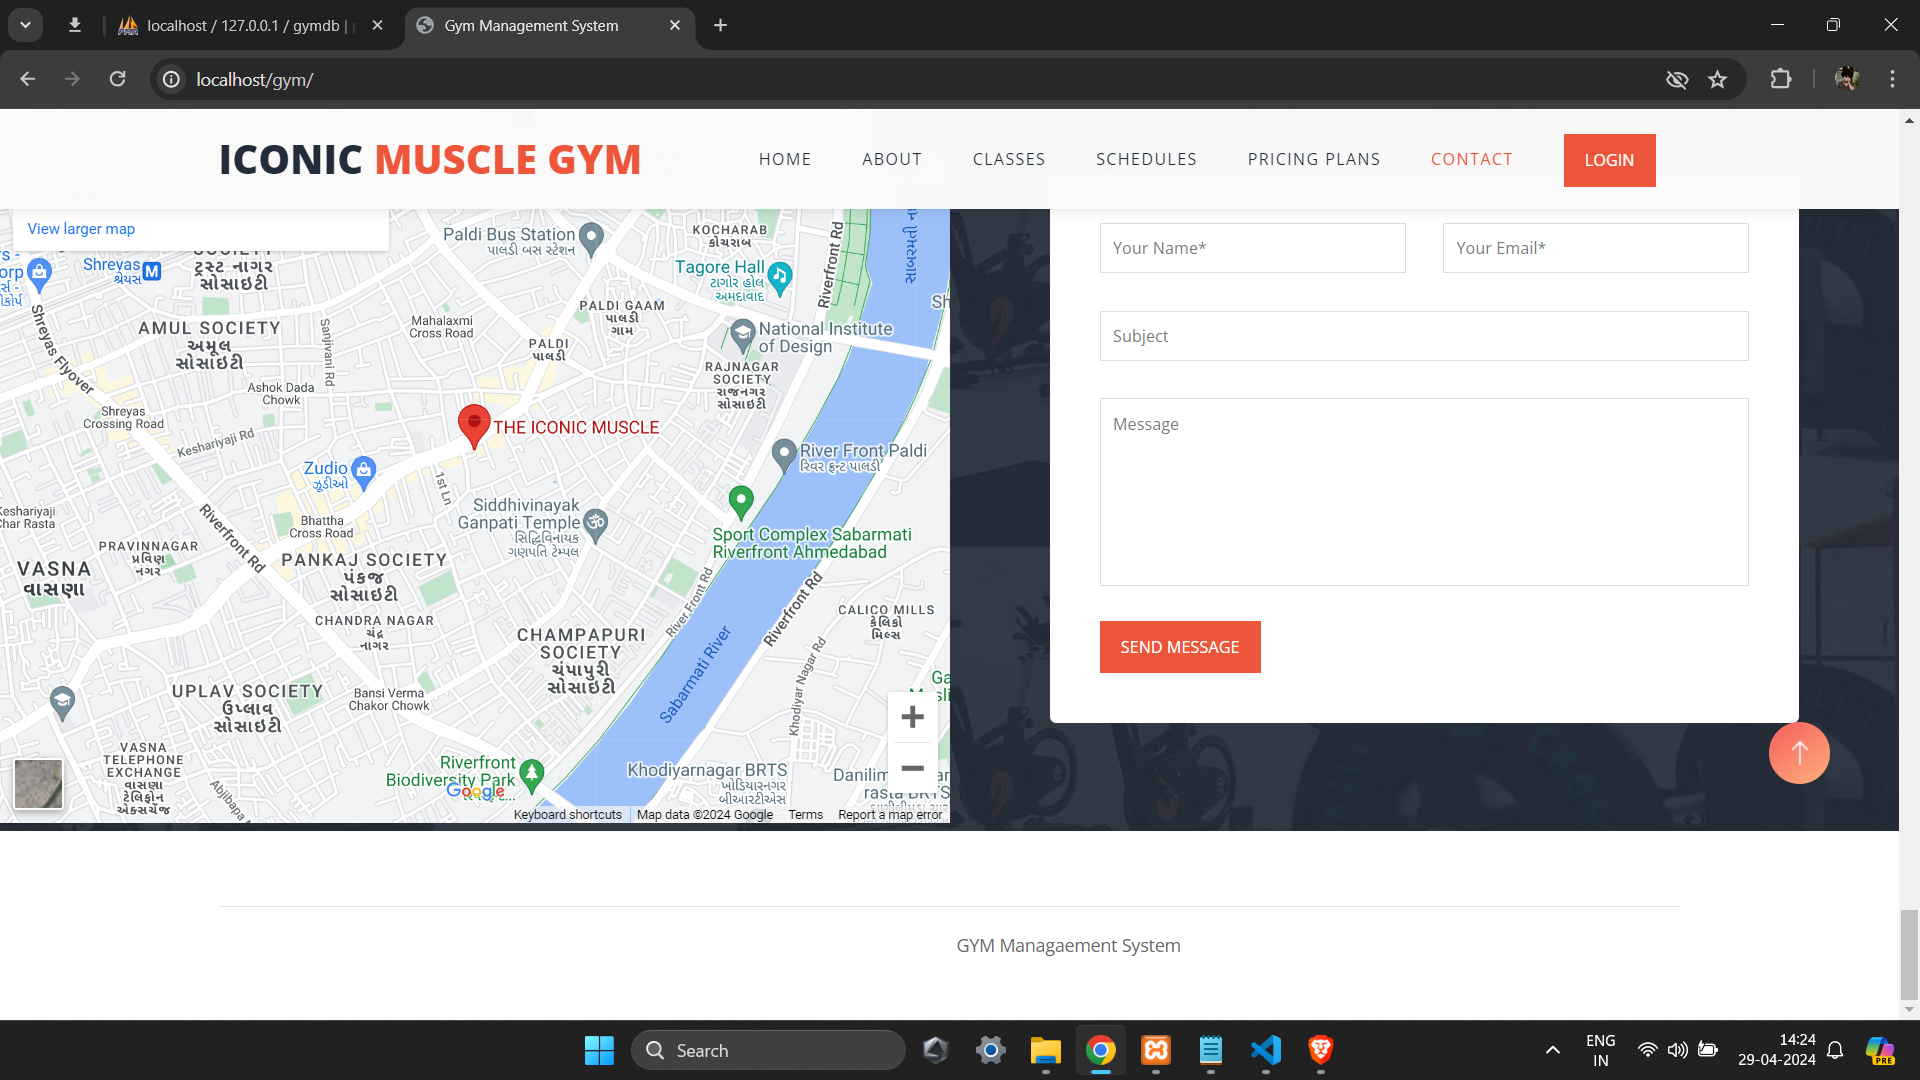 localhost / 127.0.0.1 / gymdb |
Gym Management System
localhost/gym/
ICONIC MUSCLE GYM
HOME
ABOUT
CLASSES
SCHEDULES
PRICING PLANS
CONTACT
LOGIN
View larger map
Paldi Bus Station
પાલડી બસ સ્ટેશન
KOCHARAB
કોચરાબ
Riverfront Rd
સાબરમતી
Shreyas
શ્રેયસ
M
ટ્રસ્ટ નાગર
સોસાઇટી
Tagore Hall
ટાગોર હોલ
અમદાવાદ
PALDI GAAM
પાલડી
ગામ
Shreyas Flyover
AMUL SOCIETY
અમૂલ
સોસાઇટી
Sanjivani Rd
Mahalaxmi
Cross Road
National Institute
of Design
PALDI
પાલડી
RAJNAGAR
SOCIETY
રાજનગર
સોસાઇટી
Ashok Dada
Chowk
Shreyas
Crossing Road
Keshariyaji Rd
THE ICONIC MUSCLE
River Front Paldi
રિવર ફ્રન્ટ પાલડી
Zudio
ઝૂડીઓ
1st Ln
Siddhivinayak
Ganpati Temple
સિદ્ધિવિનાયક
ગણપતિ ટેમ્પલ
Keshariyaji
Char Rasta
Riverfront Rd
Bhattha
Cross Road
Sport Complex Sabarmati
Riverfront Ahmedabad
PRAVINNAGAR
પ્રવિણ
નગર
VASNA
વાસણા
PANKAJ SOCIETY
પંકજ
સોસાઈટી
River Front Rd
Riverfront Rd
CALICO MILLS
કેલિકો
મિલ્સ
CHANDRA NAGAR
ચંદ્ર
નાગર
CHAMPAPURI
SOCIETY
ચંપાપુરી
સોસાઇટી
Sabarmati River
Khodiyar Nagar Rd
UPLAV SOCIETY
ઉપ્લાવ
સોસાઇટી
Bansi Verma
Chakor Chowk
VASNA
TELEPHONE
EXCHANGE
વાસણા
ટેલિફોન
એક્સચેંજ
Riverfront
Biodiversity Park
Khodiyarnagar BRTS
ખોડિયારનગર
બીઆરટીએસ
Danilim
rasta BRTS
Google
Keyboard shortcuts
Map data ©2024 Google
Terms
Report a map error
Your Name*
Your Email*
Subject
Message
SEND MESSAGE
GYM Managaement System
Search
ENG
IN
14:24
29-04-2024
PRE